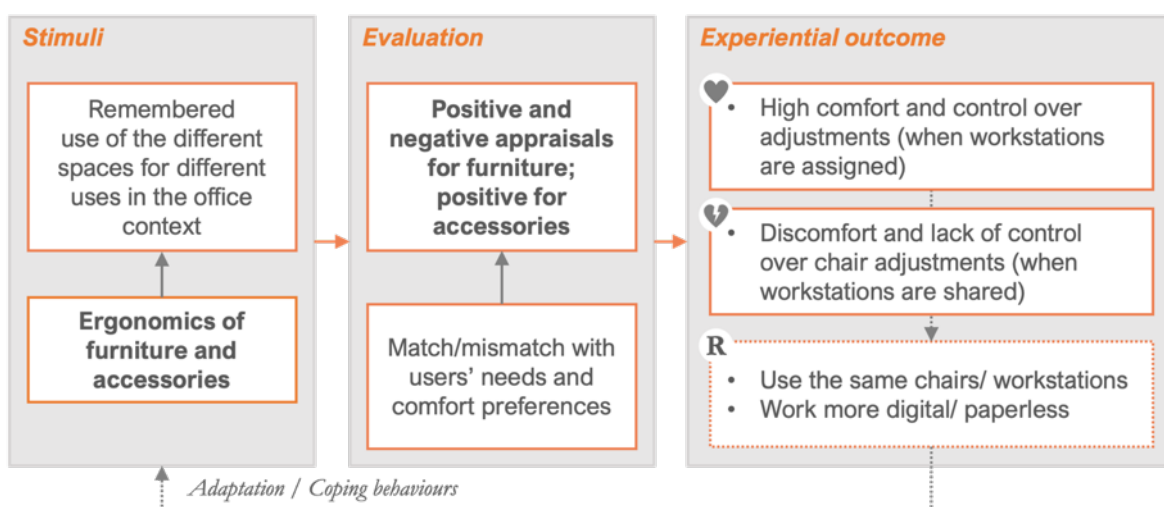 Stimuli
Remembered
use of the different
spaces for different
uses in the office
context
Ergonomics of
furniture and
accessories
Evaluation
Positive and
negative appraisals
for furniture;
positive for
accessories
Match/mismatch with
users’ needs and
comfort preferences
Experiential outcome
• High comfort and control over
adjustments (when workstations
are assigned)
• Discomfort and lack of control
over chair adjustments (when
workstations are shared)
R
• Use the same chairs/ workstations
• Work more digital/ paperless
Adaptation / Coping behaviours